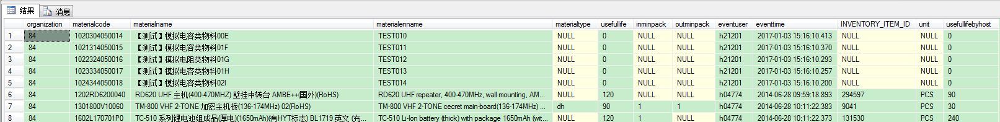 结果 消息
organization materialcode materialname materialenname materialtype usefullife inminpack outminpack eventuser eventtime INVENTORY_ITEM_ID unit usefullifebyhost
1 84 1020304050014 【测试】模拟电容类物料00E TEST010 NULL 0 NULL NULL h21201 2017-01-03 15:16:10.413 NULL NULL 0
2 84 1021314050015 【测试】模拟电容类物料01F TEST011 NULL 0 NULL NULL h21201 2017-01-03 15:16:10.370 NULL NULL 0
3 84 1022324050016 【测试】模拟电阻类物料01G TEST012 NULL 0 NULL NULL h21201 2017-01-03 15:16:10.293 NULL NULL 0
4 84 1023334050017 【测试】模拟电容类物料01H TEST013 NULL 0 NULL NULL h21201 2017-01-03 15:16:10.257 NULL NULL 0
5 84 1024344050018 【测试】模拟电容类物料02I TEST014 NULL 0 NULL NULL h21201 2017-01-03 15:16:10.200 NULL NULL 0
6 84 1202RD6200040 RD620 UHF 主机(400-470MHZ) 壁挂中转台 AMBE++(国外)(RoHS) RD620 UHF repeater, 400-470MHz, wall mounting, AM... NULL 120 NULL NULL h04774 2014-06-28 09:59:18.893 294597 PCS 90
7 84 1301800V10060 TM-800 VHF 2-TONE 加密主机板(136-174MHz) 02(RoHS) TM-800 VHF 2-TONE cecret main-board(136-174MHz) ... dh 90 1 1 h04774 2014-06-28 10:11:22.383 9041 PCS 30
8 84 1602L170701P0 TC-510 系列锂电池组成品(厚电)(1650mAh)(有HYT标志) BL1719 英文 (充... TC-510 Li-Ion battery (thick) with package 1650mAh (wit... NULL 120 1 NULL h04774 2014-06-28 10:11:22.373 131530 PCS 240